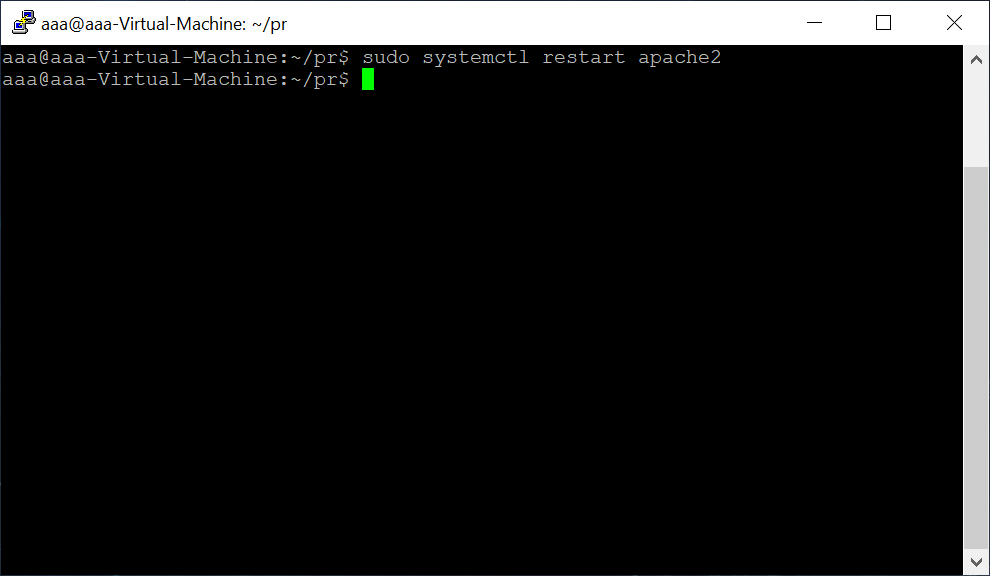 aaa@aaa-Virtual-Machine: ~/pr
aaa@aaa-Virtual-Machine:~/pr$ sudo systemctl restart apache2
aaa@aaa-Virtual-Machine:~/pr$